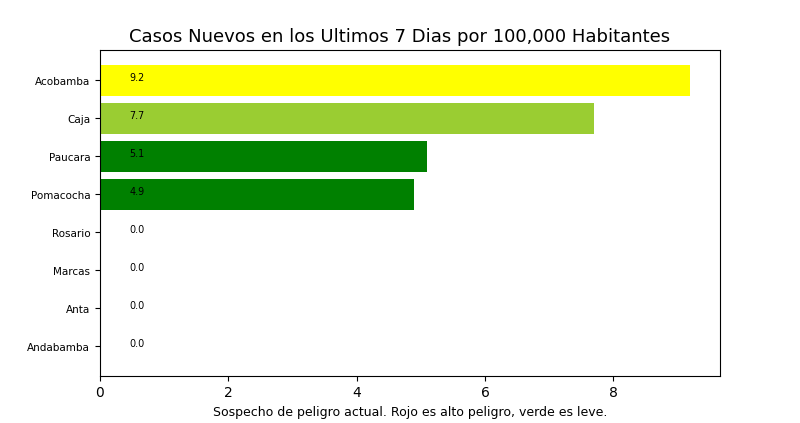 Casos Nuevos en los Ultimos 7 Dias por 100,000 Habitantes
Acobamba 9.2
Caja 7.7
Paucara 5.1
Pomacocha 4.9
Rosario 0.0
Marcas 0.0
Anta 0.0
Andabamba 0.0
0 2 4 6 8
Sospecho de peligro actual. Rojo es alto peligro, verde es leve.